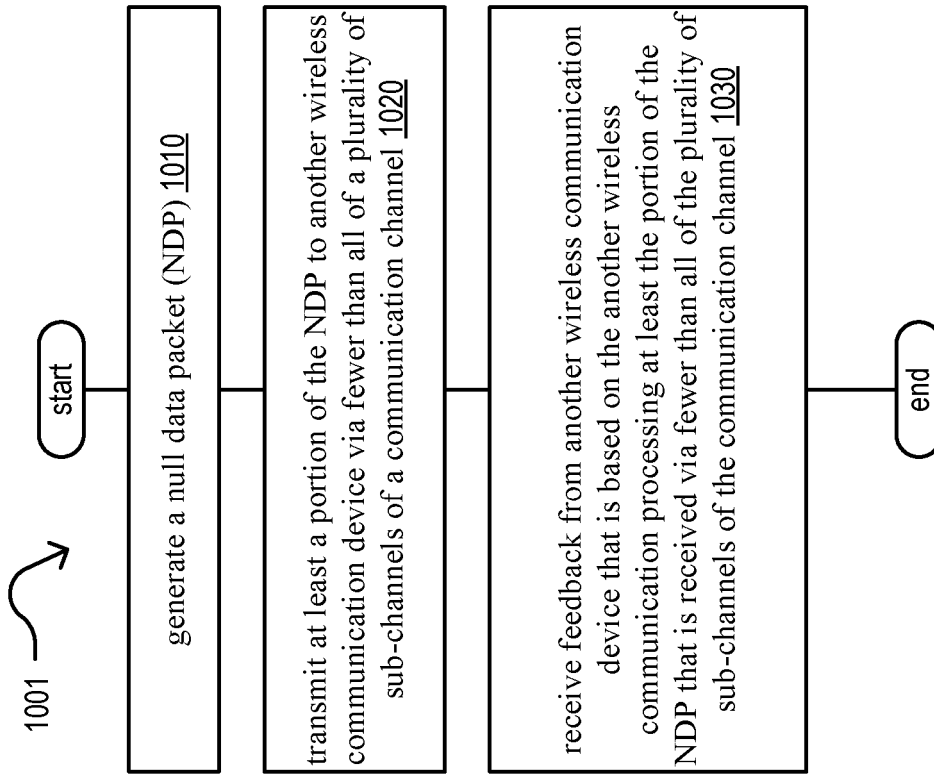 1001
start
generate a null data packet (NDP) 1010
transmit at least a portion of the NDP to another wireless
communication device via fewer than all of a plurality of
sub-channels of a communication channel 1020
receive feedback from another wireless communication
device that is based on the another wireless
communication processing at least the portion of the
NDP that is received via fewer than all of the plurality of
sub-channels of the communication channel 1030
end